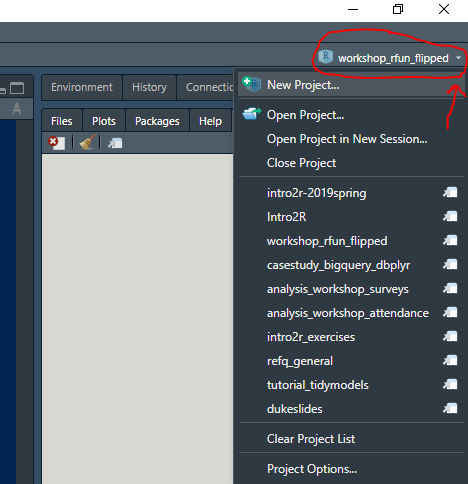 workshop_rfun_flipped
Environment History Connectio
New Project...
Files Plots Packages Help
Open Project...
Open Project in New Session...
Close Project
intro2r-2019spring
Intro2R
workshop_rfun_flipped
casestudy_bigquery_dbplyr
analysis_workshop_surveys
analysis_workshop_attendance
intro2r_exercises
refq_general
tutorial_tidymodels
dukeslides
Clear Project List
Project Options...